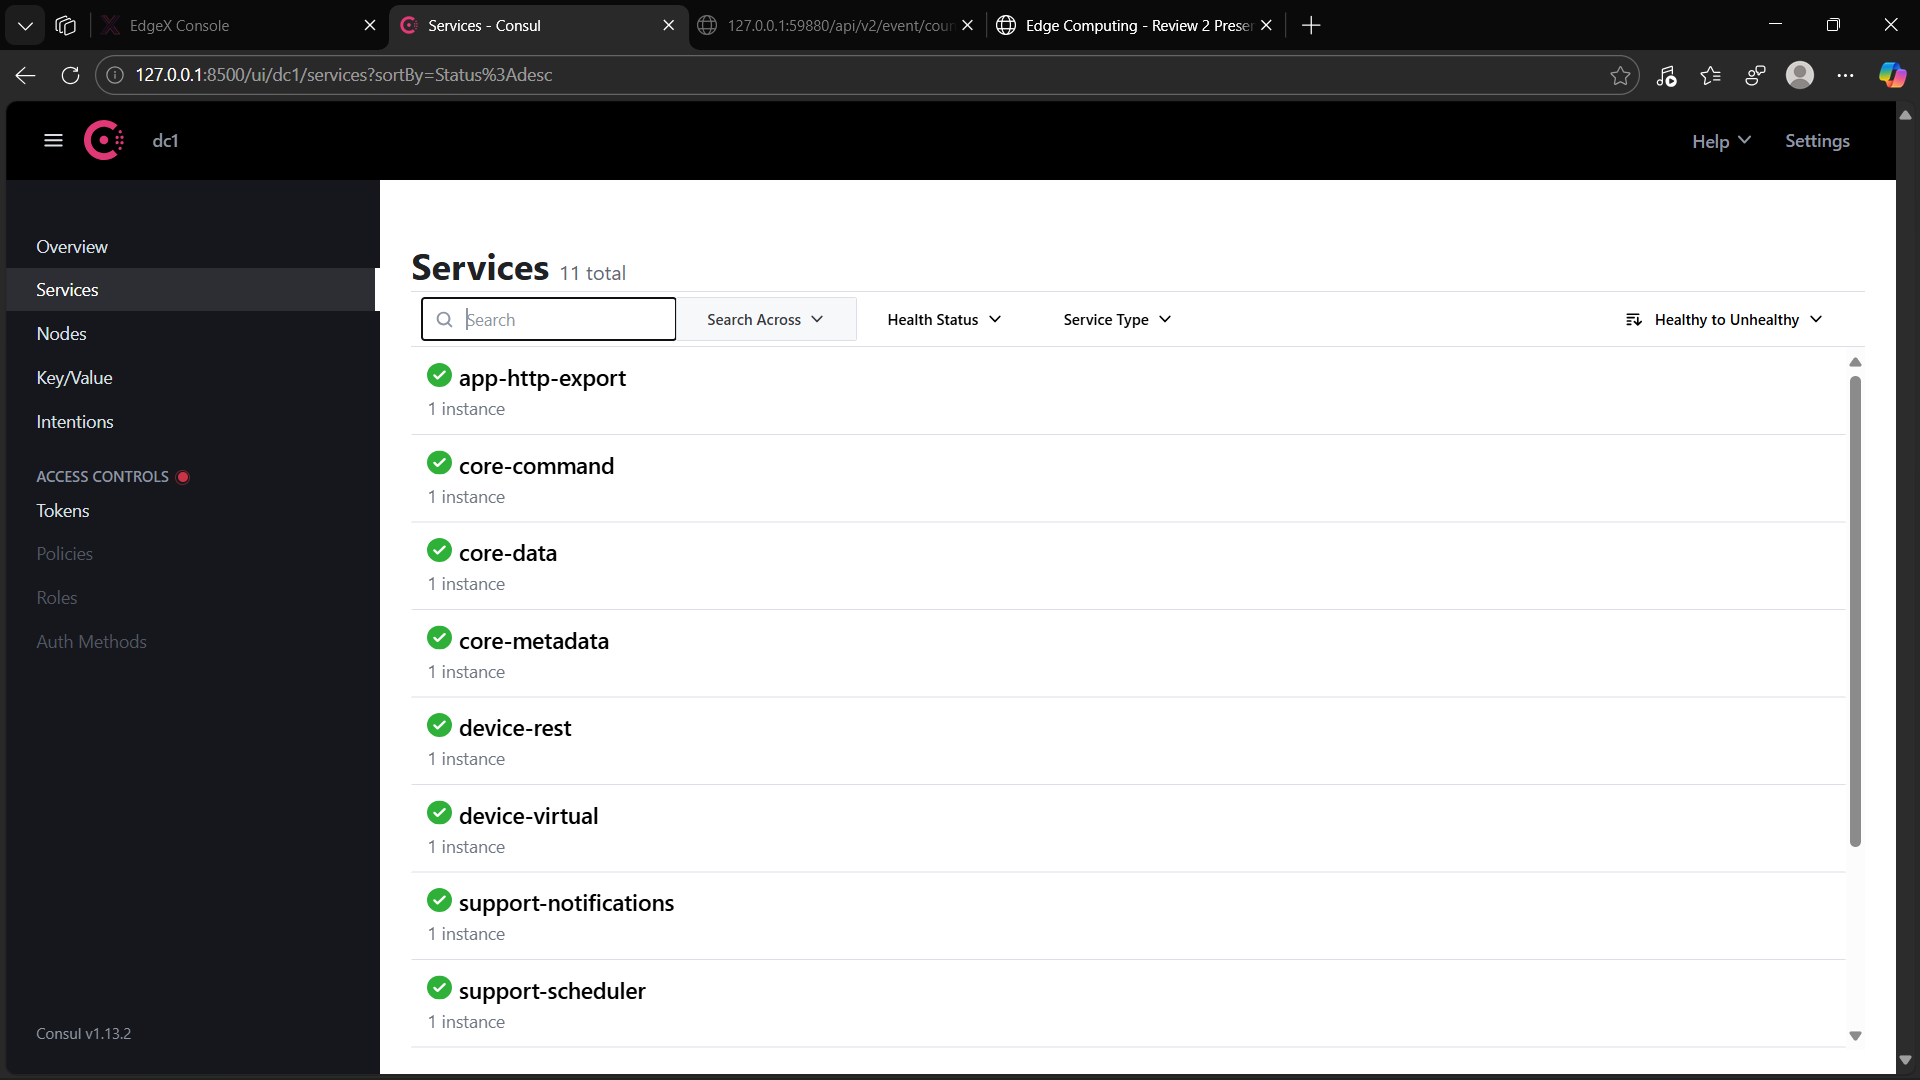 EdgeX Console
Services - Consul
127.0.0.1:59880/api/v2/event/coun
Edge Computing - Review 2 Preser
127.0.0.1:8500/ui/dc1/services?sortBy=Status%3Adesc
dc1
Help
Settings
Overview
Services
Nodes
Key/Value
Intentions
ACCESS CONTROLS
Tokens
Policies
Roles
Auth Methods
Consul v1.13.2
Services 11 total
Search
Search Across
Health Status
Service Type
Healthy to Unhealthy
app-http-export
1 instance
core-command
1 instance
core-data
1 instance
core-metadata
1 instance
device-rest
1 instance
device-virtual
1 instance
support-notifications
1 instance
support-scheduler
1 instance